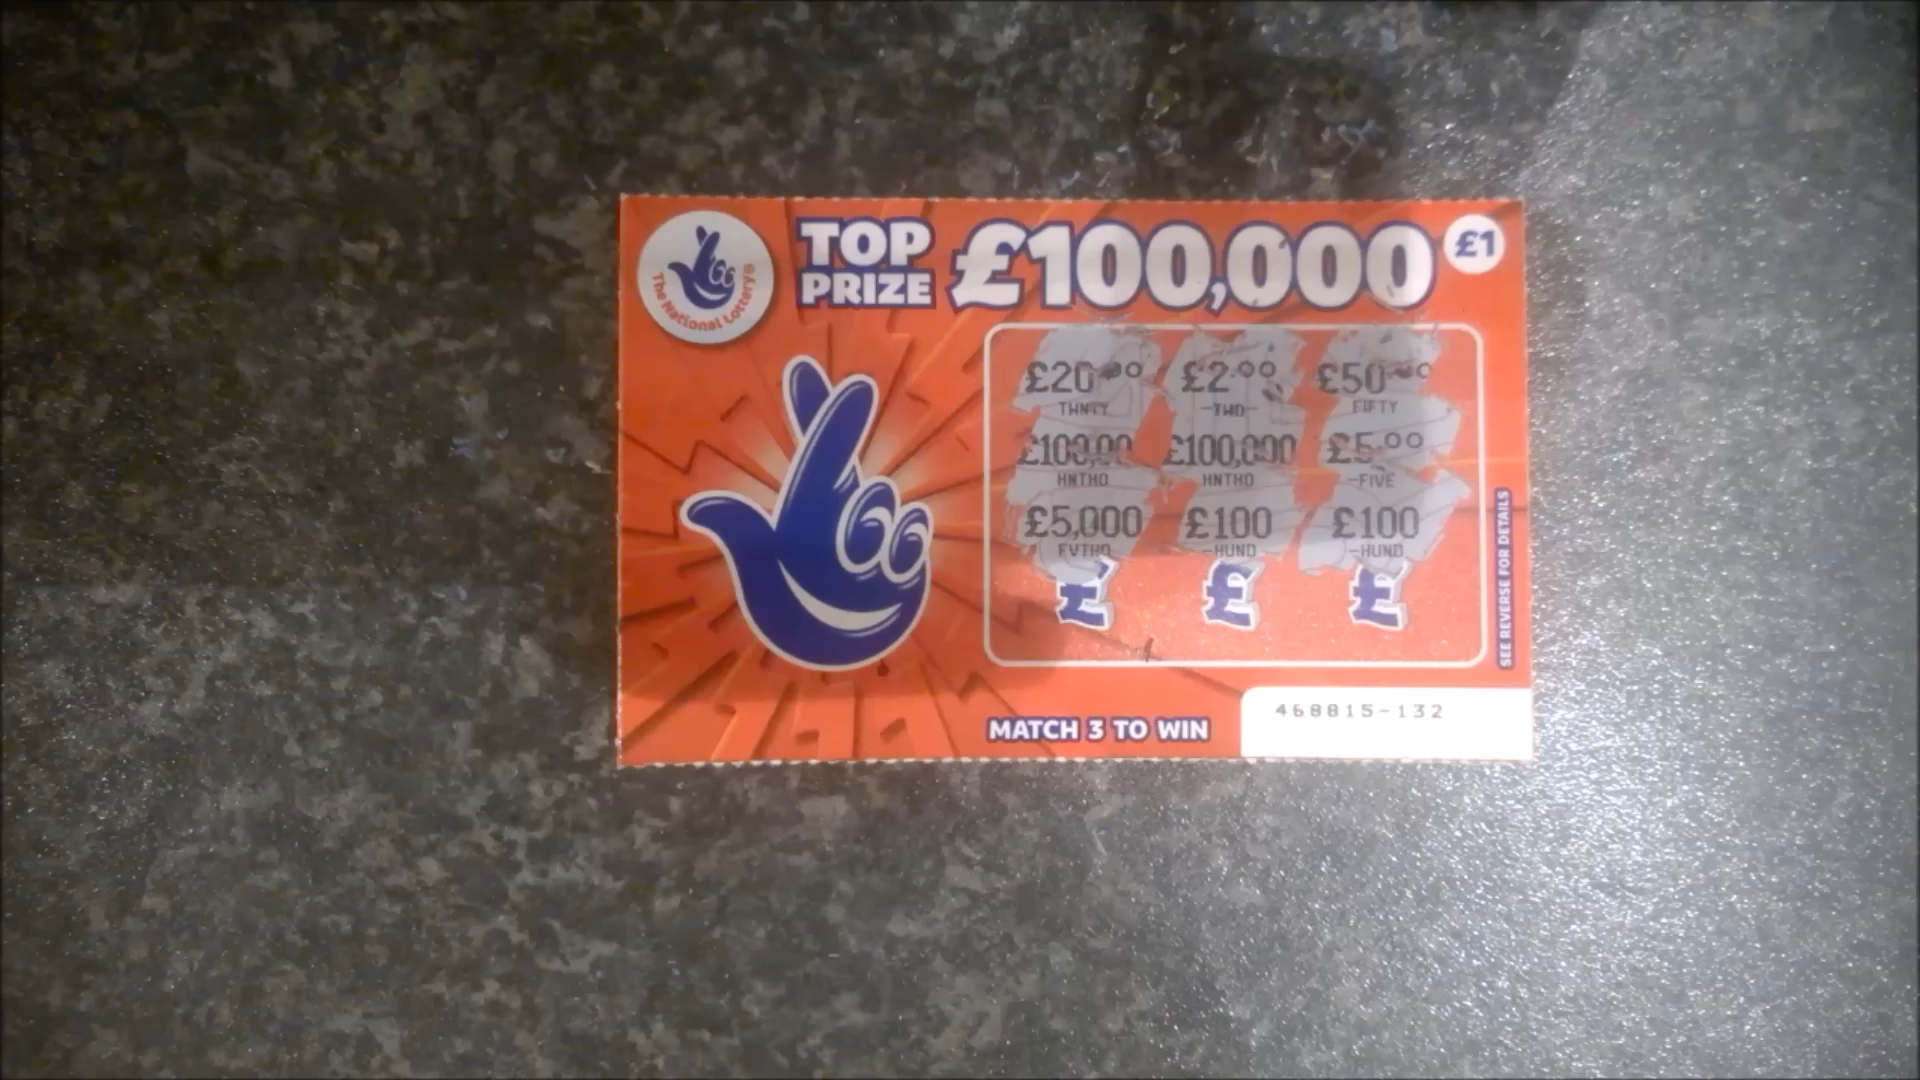 The National Lottery®
TOP PRIZE £100,000
£1
£20.00 £2.00 £50.00
TWNTY -TWO- FIFTY
£100,00 £100,000 £5.00
HNTHO HNTHO -FIVE
£5,000 £100 £100
FVTHO -HUND -HUND
£ £ £
SEE REVERSE FOR DETAILS
MATCH 3 TO WIN
468815-132